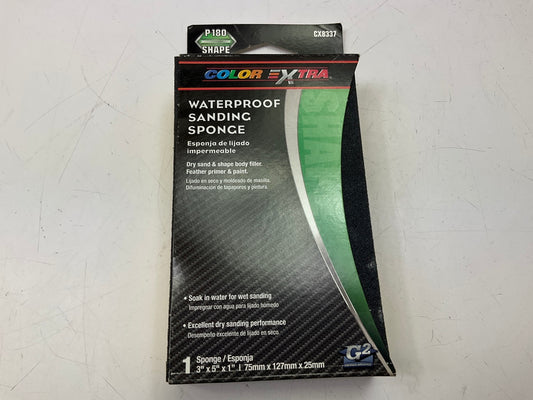 P180
SHAPE
CX8337
COLOR EXTRA
WATERPROOF
SANDING
SPONGE
Esponja de lijado
impermeable
Dry sand & shape body filler.
Feather primer & paint.
Lijado en seco y moldeado de masilla.
Difuminación de tapaporos y pintura.
SHA
• Soak in water for wet sanding
Impregnar con agua para lijado húmedo
• Excellent dry sanding performance
Desempeño excelente de lijado en seco.
1 Sponge / Esponja
3" x 5" x 1" | 75mm x 127mm x 25mm
G2